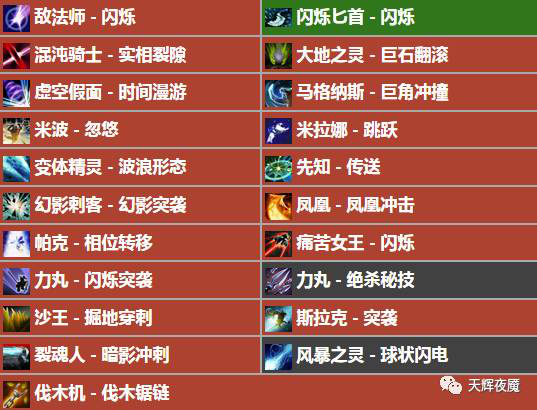 敌法师 - 闪烁
闪烁匕首 - 闪烁
混沌骑士 - 实相裂隙
大地之灵 - 巨石翻滚
虚空假面 - 时间漫游
马格纳斯 - 巨角冲撞
米波 - 忽悠
米拉娜 - 跳跃
变体精灵 - 波浪形态
先知 - 传送
幻影刺客 - 幻影突袭
凤凰 - 凤凰冲击
帕克 - 相位转移
痛苦女王 - 闪烁
力丸 - 闪烁突袭
力丸 - 绝杀秘技
沙王 - 掘地穿刺
斯拉克 - 突袭
裂魂人 - 暗影冲刺
风暴之灵 - 球状闪电
伐木机 - 伐木锯链
天辉夜魇